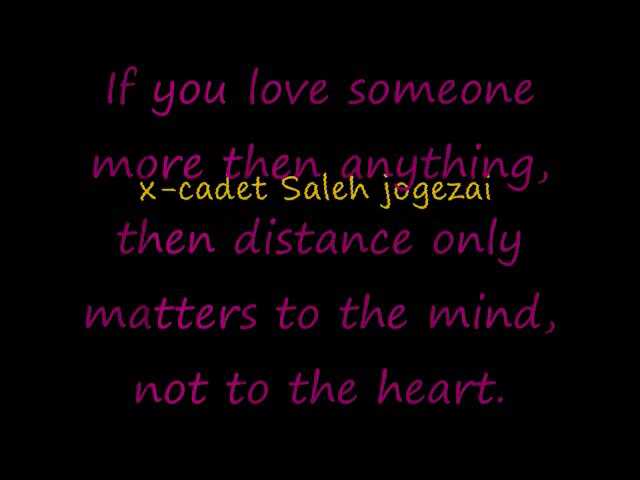 If you love someone
more then anything,
x-cadet Saleh jogezai
then distance only
matters to the mind,
not to the heart.